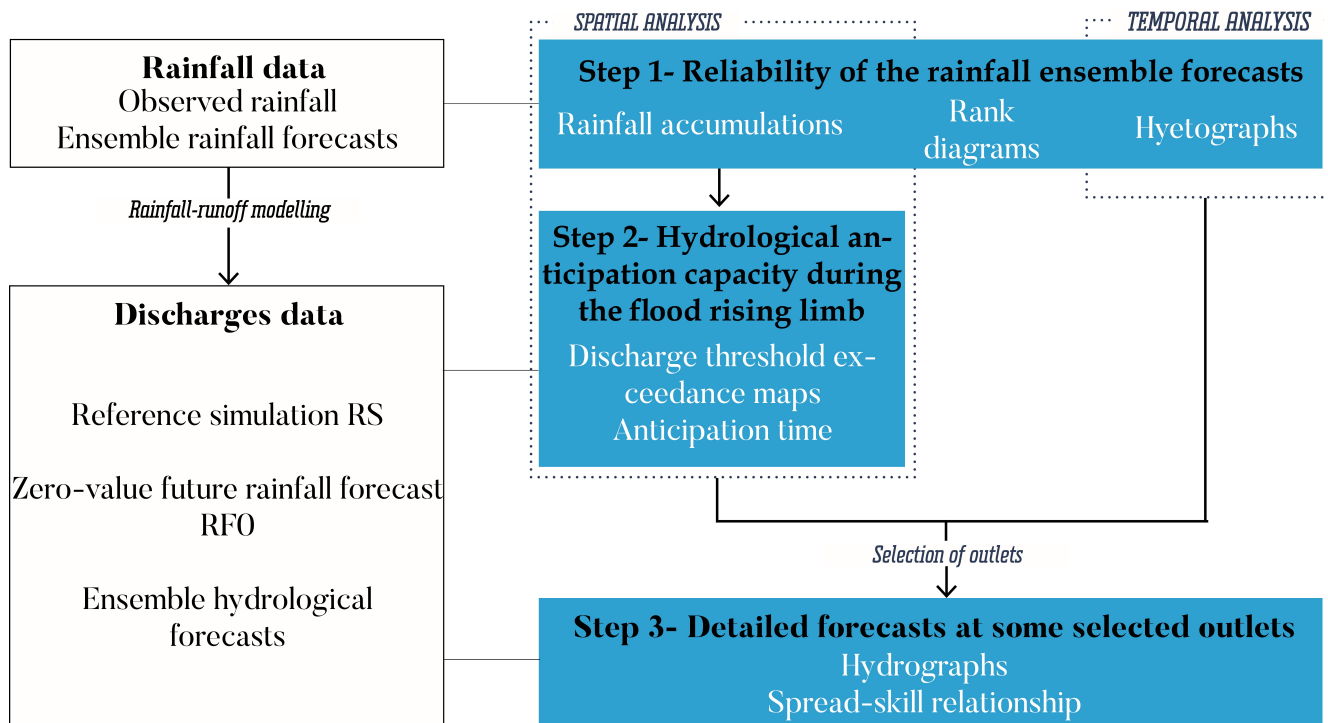 SPATIAL ANALYSIS
TEMPORAL ANALYSIS
Rainfall data
Observed rainfall
Ensemble rainfall forecasts
Step 1- Reliability of the rainfall ensemble forecasts
Rainfall accumulations
Rank
diagrams
Hyetographs
Rainfall-runoff modelling
Step 2- Hydrological an-
ticipation capacity during
the flood rising limb
Discharge threshold ex-
ceedance maps
Anticipation time
Discharges data
Reference simulation RS
Zero-value future rainfall forecast
RF0
Ensemble hydrological
forecasts
Selection of outlets
Step 3- Detailed forecasts at some selected outlets
Hydrographs
Spread-skill relationship